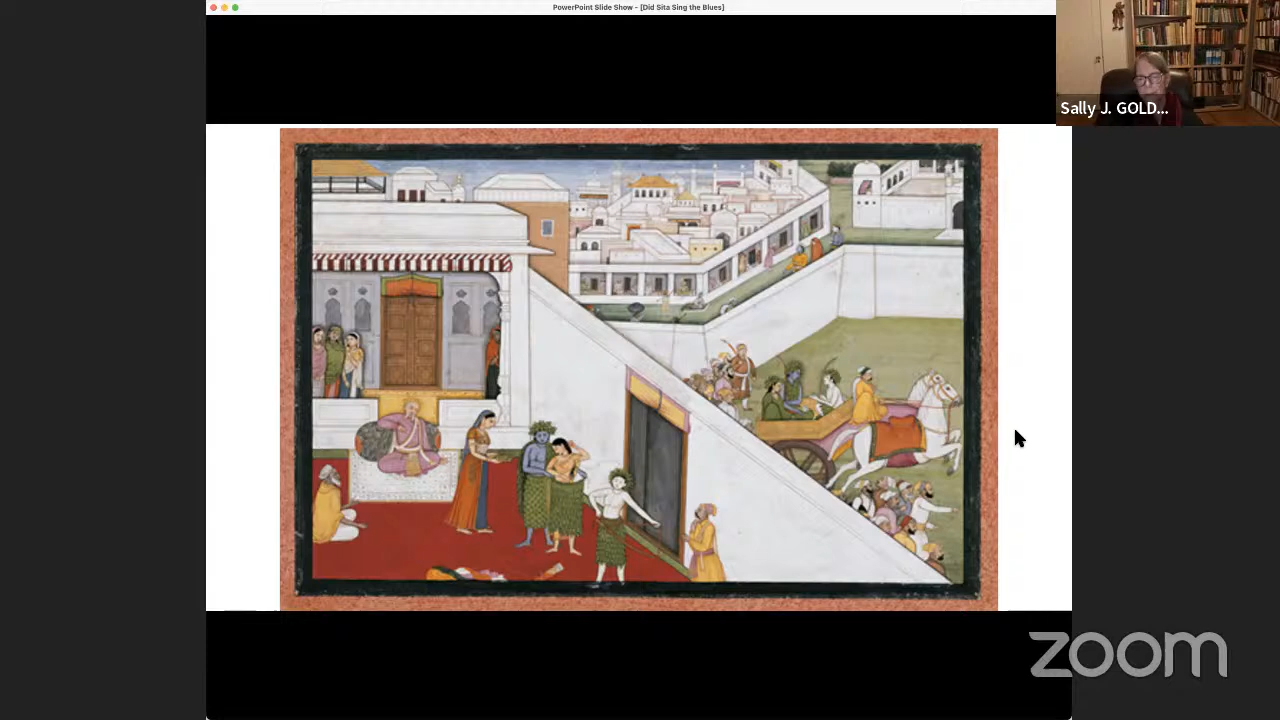 PowerPoint Slide Show - [Did Sita Sing the Blues]
Sally J. GOLD...
zoom